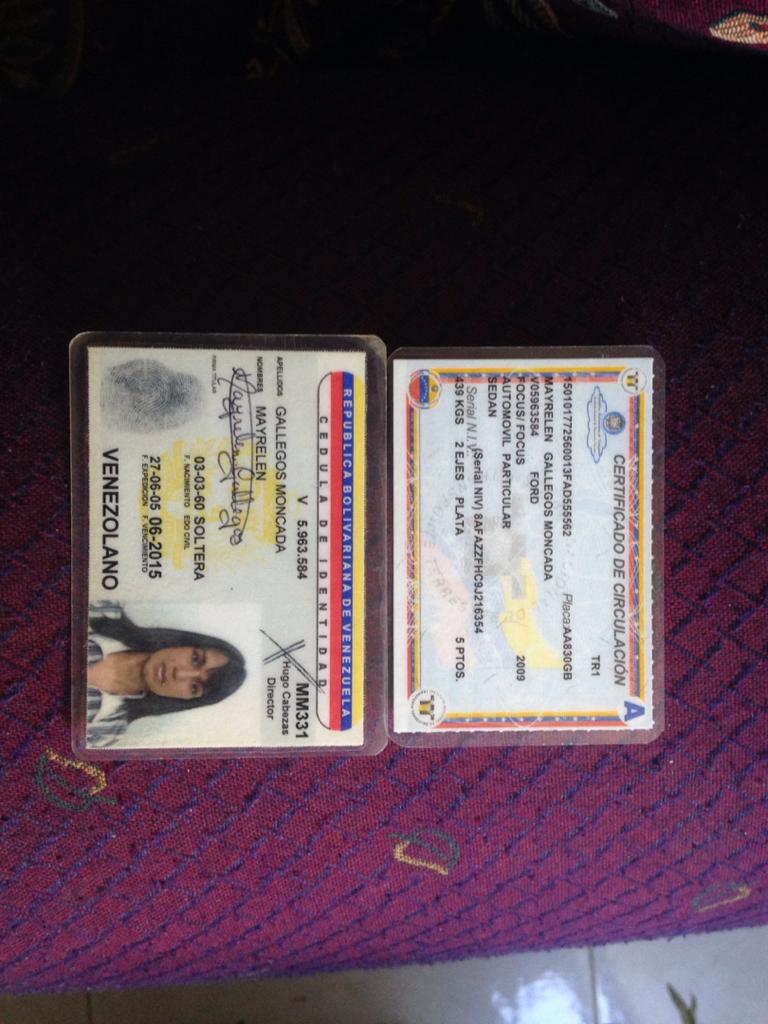 REPUBLICA BOLIVARIANA DE VENEZUELA
CEDULA DE IDENTIDAD
V 5.963.584
MM331
Hugo Cabezas
Director
APELLIDOS GALLEGOS MONCADA
NOMBRES MAYRELEN
FIRMA TITULAR
Mayrelen Gallegos
03-03-60 SOLTERA
F. NACIMIENTO EDO CIVIL
27-06-05 06-2015
F. EXPEDICION F. VENCIMIENTO
VENEZOLANO
CERTIFICADO DE CIRCULACIÓN
A
TR1
Placa:AA830GB
150101772560013FAD555562
MAYRELEN GALLEGOS MONCADA
V05963584 FORD
FOCUS/ FOCUS 2009
AUTOMOVIL PARTICULAR
SEDAN
Serial N.I.V. (Serial NIV) 8AFAZZFHC9J216354
439 KGS 2 EJES PLATA 5 PTOS.